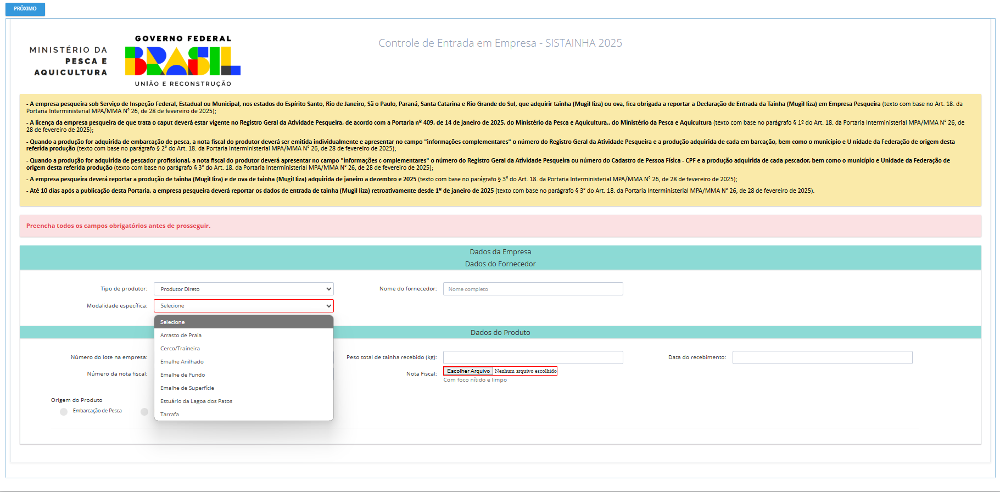 PRÓXIMO
MINISTÉRIO DA
PESCA E
AQUICULTURA
GOVERNO FEDERAL
BRASIL
UNIÃO E RECONSTRUÇÃO
Controle de Entrada em Empresa - SISTAINHA 2025
- A empresa pesqueira sob Serviço de Inspeção Federal, Estadual ou Municipal, nos estados do Espírito Santo, Rio de Janeiro, Sã o Paulo, Paraná, Santa Catarina e Rio Grande do Sul, que adquirir tainha (Mugil liza) ou ova, fica obrigada a reportar a Declaração de Entrada da Tainha (Mugil liza) em Empresa Pesqueira (texto com base no Art. 18. da
Portaria Interministerial MPA/MMA N° 26, de 28 de fevereiro de 2025);
- A licença da empresa pesqueira de que trata o caput deverá estar vigente no Registro Geral da Atividade Pesqueira, de acordo com a Portaria nº 409, de 14 de janeiro de 2025, do Ministério da Pesca e Aquicultura., do Ministério da Pesca e Aquicultura (texto com base no parágrafo § 1º do Art. 18. da Portaria Interministerial MPA/MMA N° 26, de
28 de fevereiro de 2025);
- Quando a produção for adquirida de embarcação de pesca, a nota fiscal do produtor deverá ser emitida individualmente e apresentar no campo "informações complementares" o número do Registro Geral da Atividade Pesqueira e a produção adquirida de cada em barcação, bem como o município e U nidade da Federação de origem desta
referida produção (texto com base no parágrafo § 2° do Art. 18. da Portaria Interministerial MPA/MMA N° 26, de 28 de fevereiro de 2025);
- Quando a produção for adquirida de pescador profissional, a nota fiscal do produtor deverá apresentar no campo "informações c omplementares" o número do Registro Geral da Atividade Pesqueira ou número do Cadastro de Pessoa Física - CPF e a produção adquirida de cada pescador, bem como o município e Unidade da Federação de
origem desta referida produção (texto com base no parágrafo § 3° do Art. 18. da Portaria Interministerial MPA/MMA N° 26, de 28 de fevereiro de 2025);
- A empresa pesqueira deverá reportar a produção de tainha (Mugil liza) e de ova de tainha (Mugil liza) adquirida de janeiro a dezembro e 2025 (texto com base no parágrafo § 3° do Art. 18. da Portaria Interministerial MPA/MMA N° 26, de 28 de fevereiro de 2025);
- Até 10 dias após a publicação desta Portaria, a empresa pesqueira deverá reportar os dados de entrada de tainha (Mugil liza) retroativamente desde 1º de janeiro de 2025 (texto com base no parágrafo § 3° do Art. 18. da Portaria Interministerial MPA/MMA N° 26, de 28 de fevereiro de 2025).
Preencha todos os campos obrigatórios antes de prosseguir.
Dados da Empresa
Dados do Fornecedor
Tipo de produtor: Produtor Direto Nome do fornecedor: Nome completo
Modalidade específica: Selecione
Selecione
Arrasto de Praia
Cerco/Traineira
Emalhe Anilhado
Emalhe de Fundo
Emalhe de Superfície
Estuário da Lagoa dos Patos
Tarrafa
Dados do Produto
Número do lote na empresa: Peso total de tainha recebido (kg): Data do recebimento:
Número da nota fiscal: Nota Fiscal: Escolher Arquivo Nenhum arquivo escolhido
Com foco nítido e limpo
Origem do Produto
Embarcação de Pesca